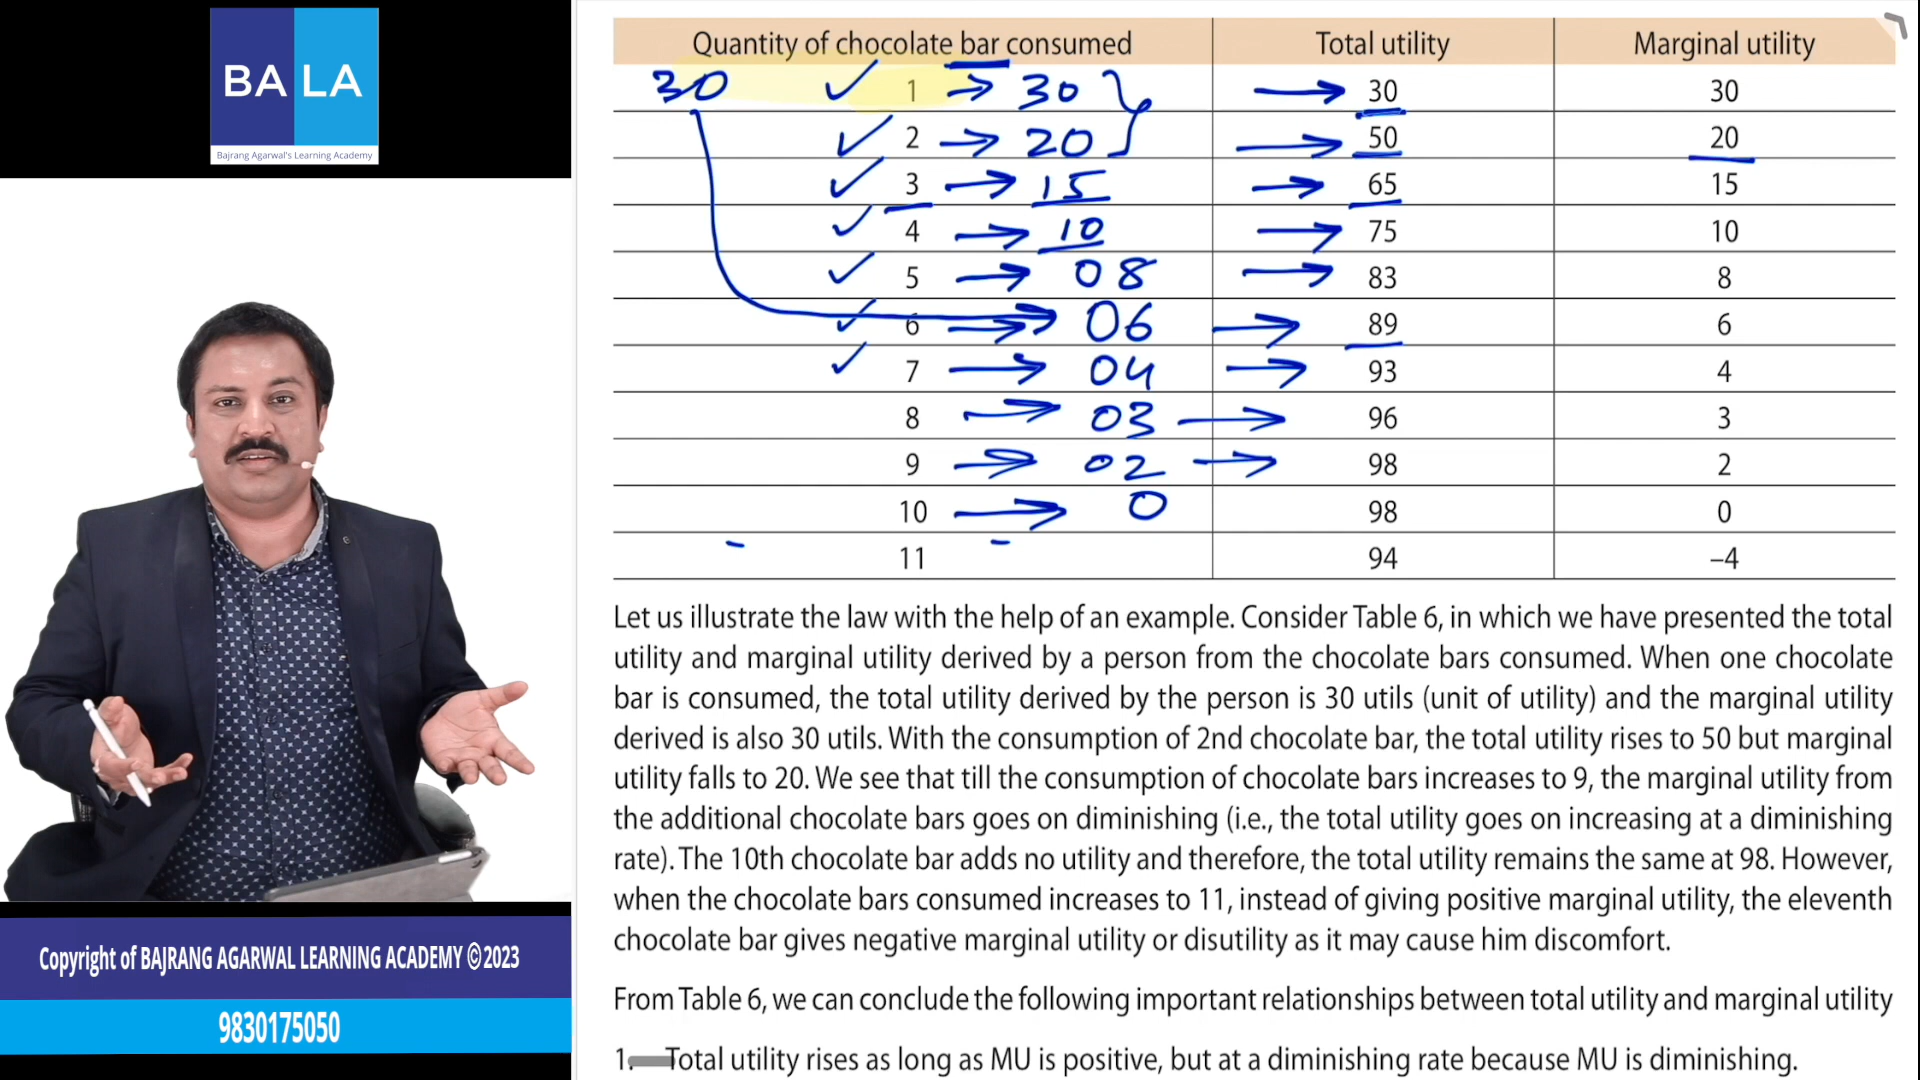 BALA
Bajrang Agarwal's Learning Academy
Quantity of chocolate bar consumed Total utility Marginal utility
30 1 30 30 30
2 20 50 20
3 15 65 15
4 10 75 10
5 08 83 8
6 06 89 6
7 04 93 4
8 03 96 3
9 02 98 2
10 0 98 0
11 94 –4
Let us illustrate the law with the help of an example. Consider Table 6, in which we have presented the total
utility and marginal utility derived by a person from the chocolate bars consumed. When one chocolate
bar is consumed, the total utility derived by the person is 30 utils (unit of utility) and the marginal utility
derived is also 30 utils. With the consumption of 2nd chocolate bar, the total utility rises to 50 but marginal
utility falls to 20. We see that till the consumption of chocolate bars increases to 9, the marginal utility from
the additional chocolate bars goes on diminishing (i.e., the total utility goes on increasing at a diminishing
rate). The 10th chocolate bar adds no utility and therefore, the total utility remains the same at 98. However,
when the chocolate bars consumed increases to 11, instead of giving positive marginal utility, the eleventh
chocolate bar gives negative marginal utility or disutility as it may cause him discomfort.
From Table 6, we can conclude the following important relationships between total utility and marginal utility
1. Total utility rises as long as MU is positive, but at a diminishing rate because MU is diminishing.
Copyright of BAJRANG AGARWAL LEARNING ACADEMY ©2023
9830175050